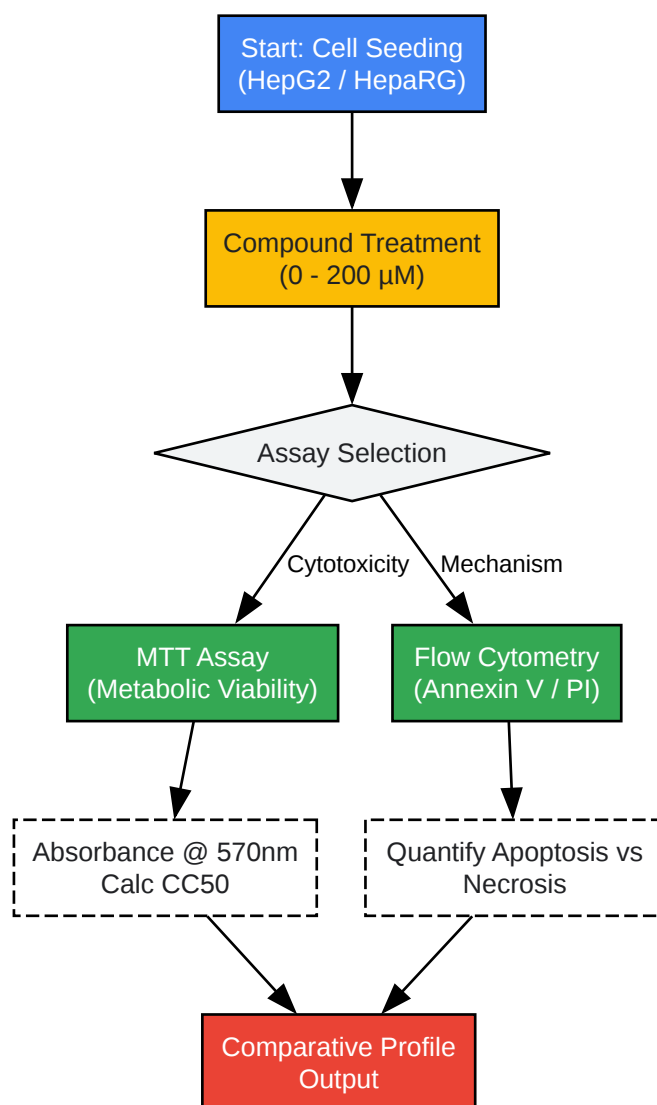 Start: Cell Seeding
(HepG2 / HepaRG)
Compound Treatment
(0 - 200 µM)
Assay Selection
Cytotoxicity
Mechanism
MTT Assay
(Metabolic Viability)
Flow Cytometry
(Annexin V / PI)
Absorbance @ 570nm
Calc CC50
Quantify Apoptosis vs
Necrosis
Comparative Profile
Output